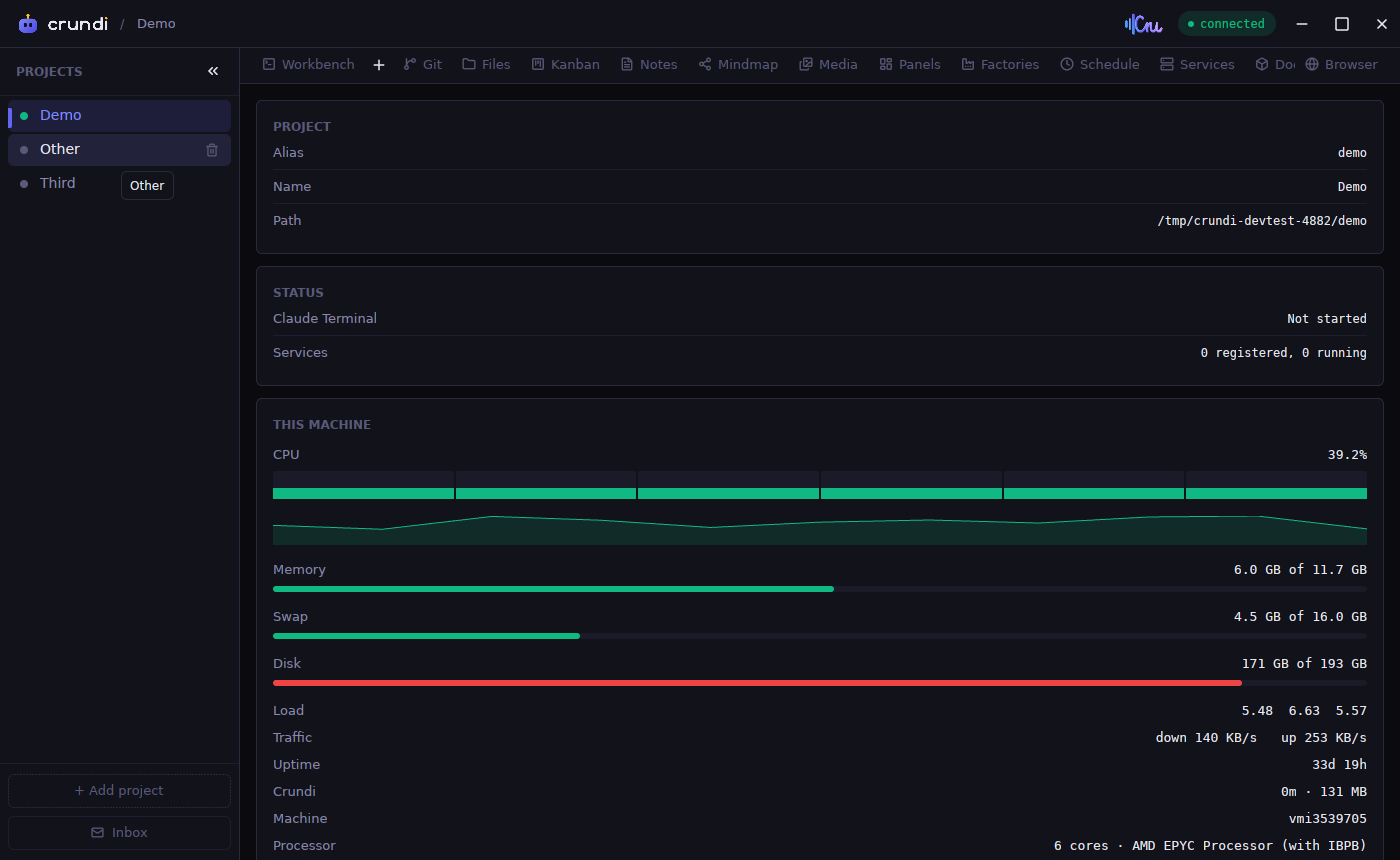 crundi / Demo
Cru
connected
PROJECTS
Workbench + Git Files Kanban Notes Mindmap Media Panels Factories Schedule Services Browser
Demo
Other
Third
Other
+ Add project
Inbox
PROJECT
Alias demo
Name Demo
Path /tmp/crundi-devtest-4882/demo
STATUS
Claude Terminal Not started
Services 0 registered, 0 running
THIS MACHINE
CPU 39.2%
Memory 6.0 GB of 11.7 GB
Swap 4.5 GB of 16.0 GB
Disk 171 GB of 193 GB
Load 5.48 6.63 5.57
Traffic down 140 KB/s up 253 KB/s
Uptime 33d 19h
Crundi 0m · 131 MB
Machine vmi3539705
Processor 6 cores · AMD EPYC Processor (with IBPB)